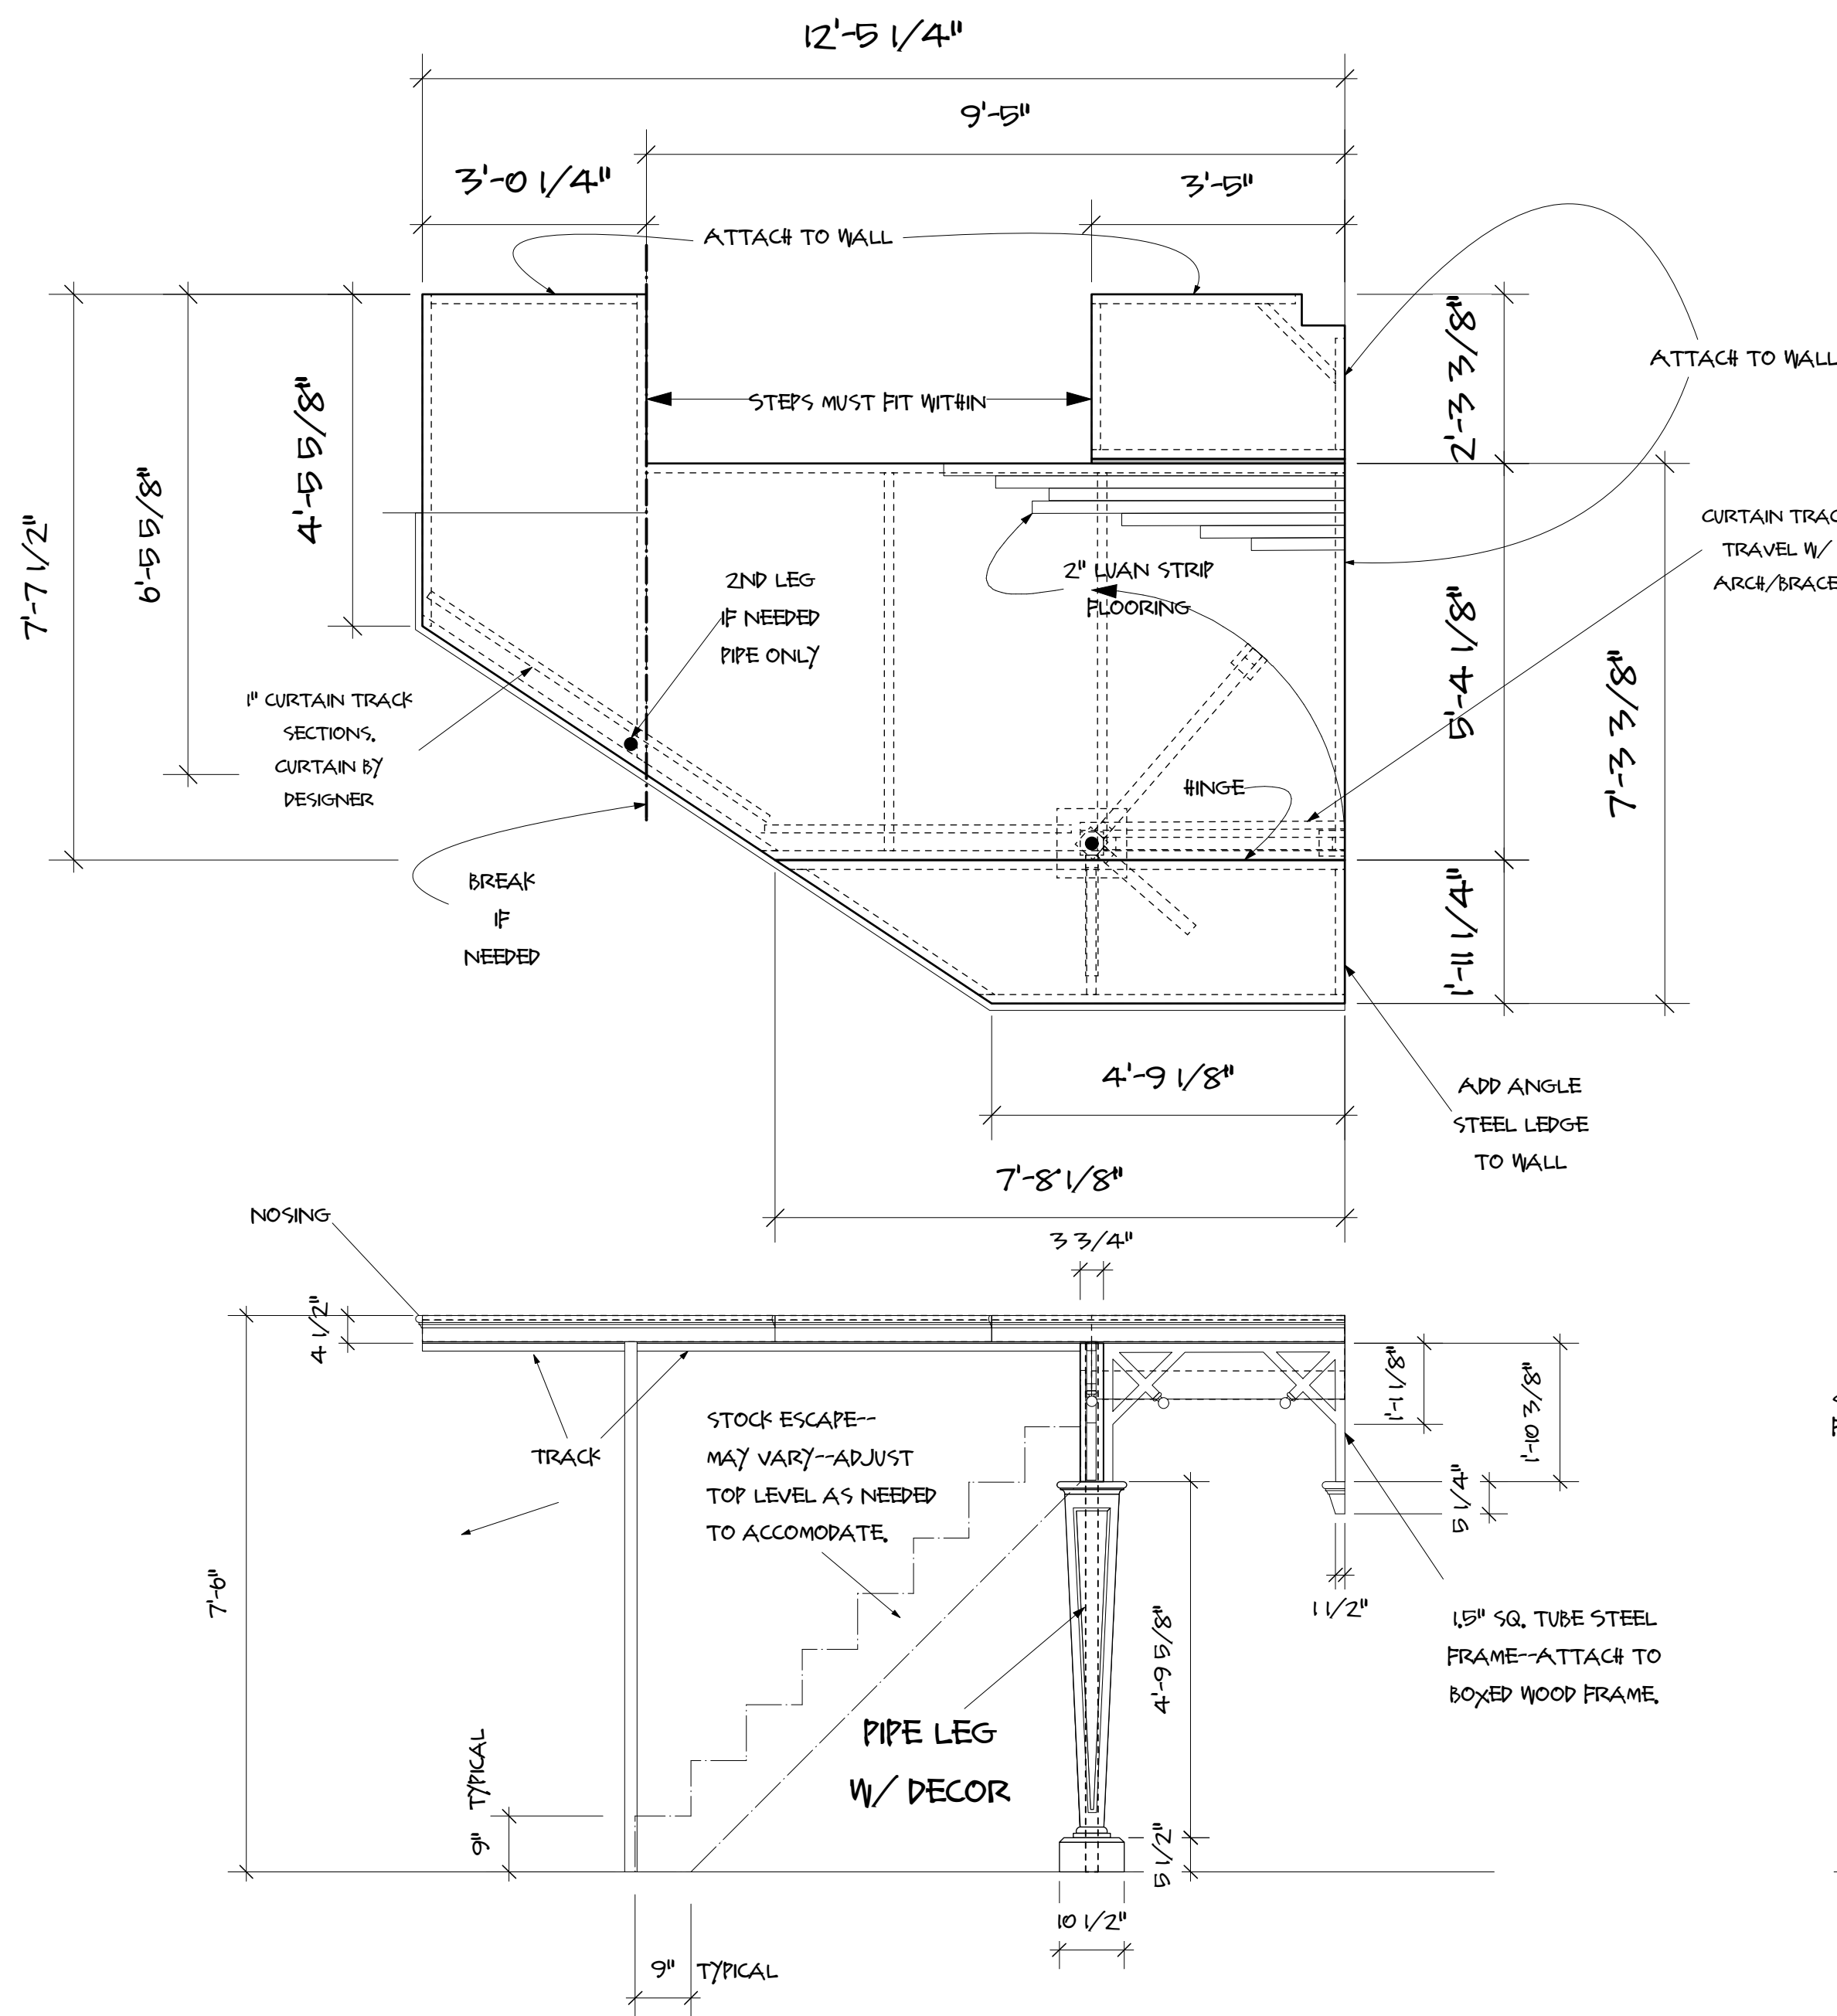 12'-5 1/4"
9'-5"
3'-0 1/4"
3'-5"
ATTACH TO WALL
2'-3 3/8"
ATTACH TO WALL
STEPS MUST FIT WITHIN
4'-5 5/8"
6'-5 5/8"
7'-7 1/2"
CURTAIN
TRAVEL W/
2ND LEG
IF NEEDED
PIPE ONLY
2" LUAN STRIP
FLOORING
5'-4 1/8"
7'-3 3/8"
1" CURTAIN TRACK
SECTIONS.
CURTAIN BY
DESIGNER
HINGE
BREAK
IF
NEEDED
1'-11 1/4"
4'-9 1/8"
ADD ANGLE
STEEL LEDGE
TO WALL
7'-8 1/8"
NOSING
3 3/4"
4 1/2"
1'-1 1/8"
1'-10 3/8"
STOCK ESCAPE--
MAY VARY--ADJUST
TOP LEVEL AS NEEDED
TO ACCOMODATE.
TRACK
5 1/4"
7'-6"
1 1/2"
4'-9 5/8"
1.5" SQ. TUBE STEEL
FRAME--ATTACH TO
BOXED WOOD FRAME.
PIPE LEG
W/ DECOR
9" TYPICAL
5 1/2"
10 1/2"
9" TYPICAL